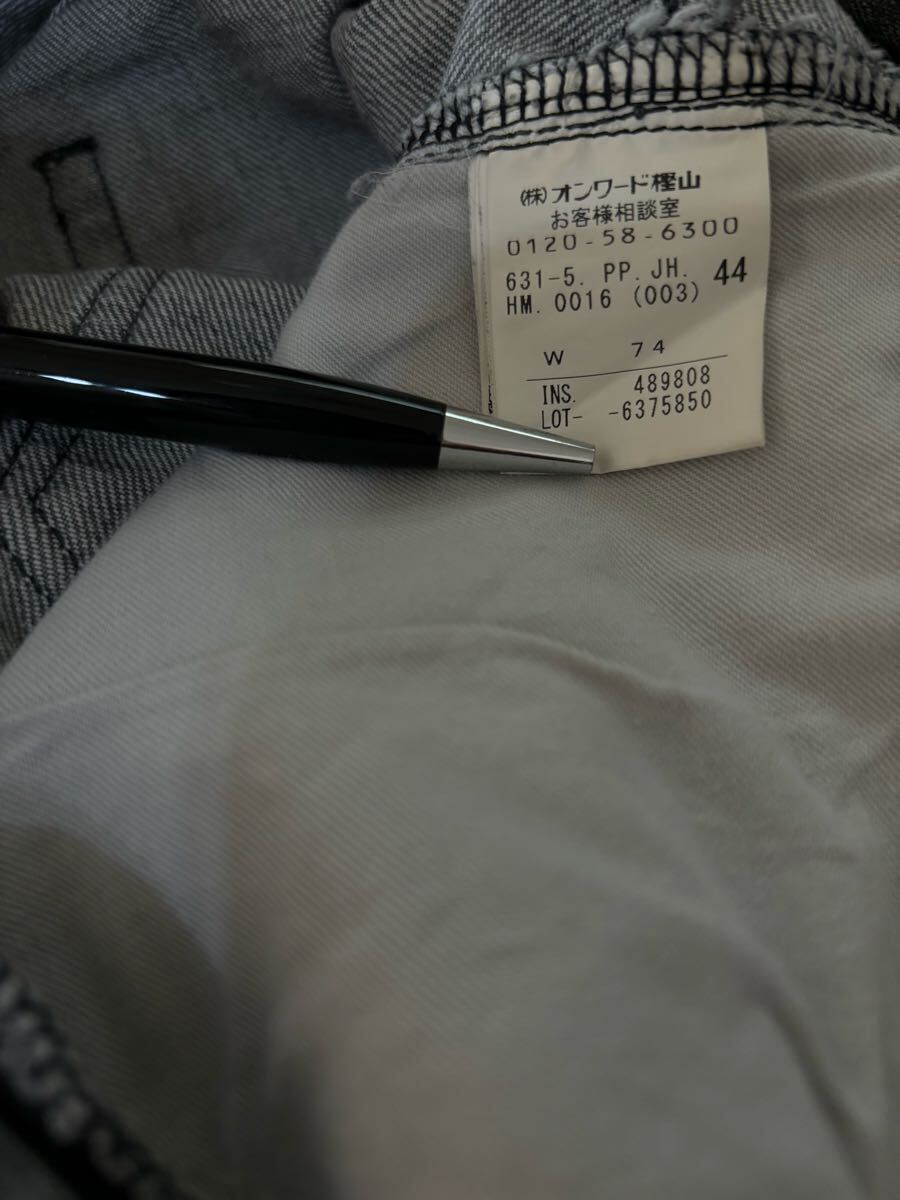 (株)オンワード樫山
お客様相談室
0120-58-6300
631-5. PP. JH. 44
HM. 0016 (003)
W 74
INS. 489808
LOT- -6375850